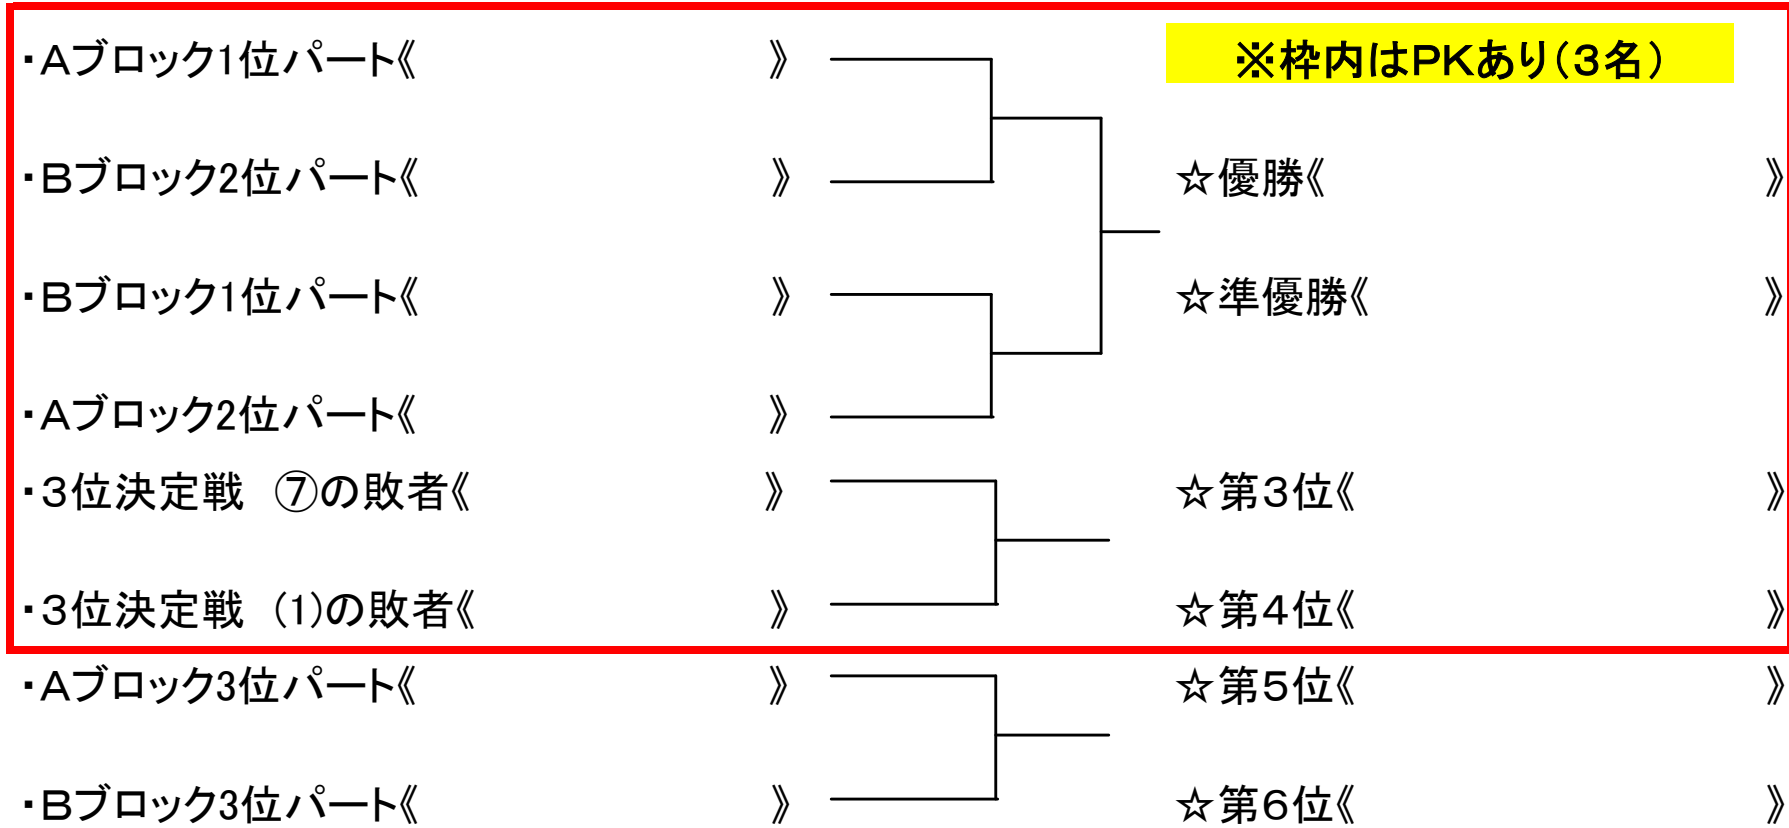 ・Aブロック1位パート《　　　　　》　※枠内はPKあり(3名)
・Bブロック2位パート《　　　　　》　☆優勝《　　　　　》
・Bブロック1位パート《　　　　　》　☆準優勝《　　　　　》
・Aブロック2位パート《　　　　　》
・3位決定戦　⑦の敗者《　　　　　》　☆第3位《　　　　　》
・3位決定戦　(1)の敗者《　　　　　》　☆第4位《　　　　　》
・Aブロック3位パート《　　　　　》　☆第5位《　　　　　》
・Bブロック3位パート《　　　　　》　☆第6位《　　　　　》